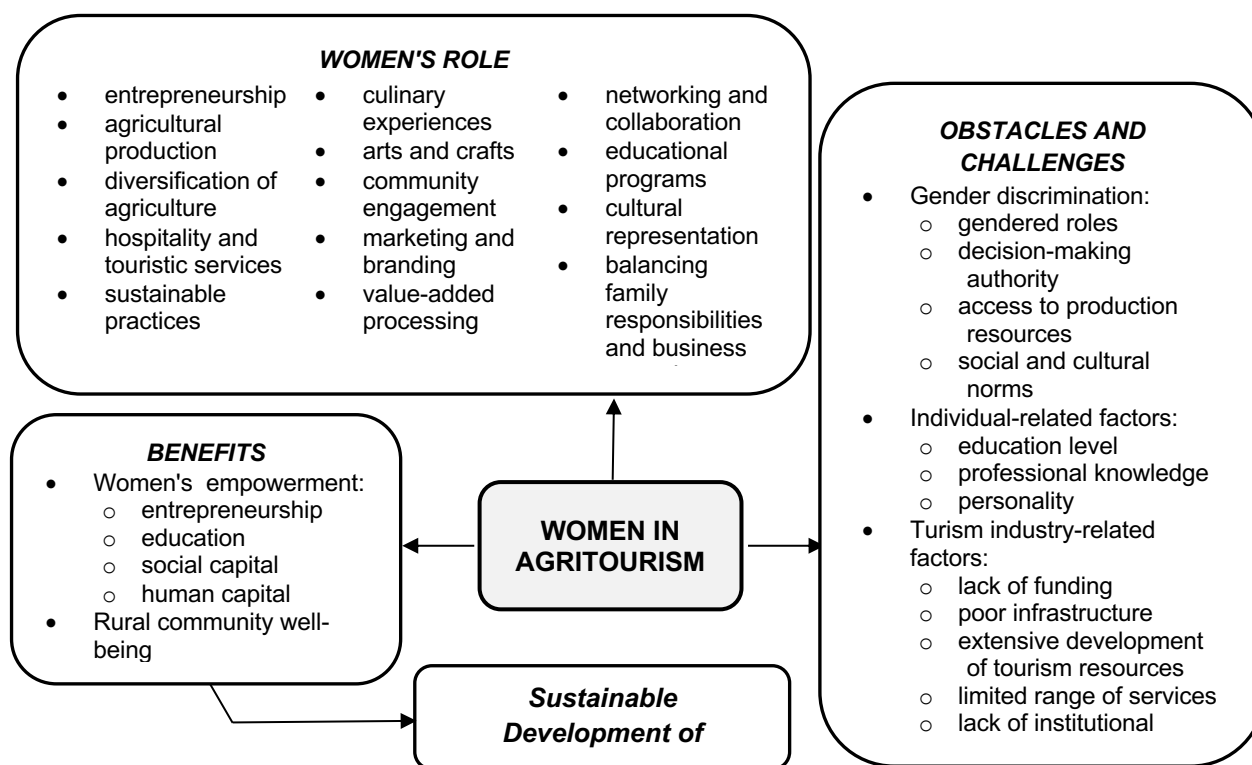 WOMEN'S ROLE
• entrepreneurship
• agricultural
production
• diversification of
agriculture
• hospitality and
touristic services
• sustainable
practices
• culinary
experiences
• arts and crafts
• community
engagement
• marketing and
branding
• value-added
processing
• networking and
collaboration
• educational
programs
• cultural
representation
• balancing
family
responsibilities
and business
OBSTACLES AND
CHALLENGES
• Gender discrimination:
o gendered roles
o decision-making
authority
o access to production
resources
o social and cultural
norms
• Individual-related factors:
o education level
o professional knowledge
o personality
• Turism industry-related
factors:
o lack of funding
o poor infrastructure
o extensive development
of tourism resources
o limited range of services
o lack of institutional
BENEFITS
• Women's empowerment:
o entrepreneurship
o education
o social capital
o human capital
• Rural community well-
being
WOMEN IN
AGRITOURISM
Sustainable
Development of